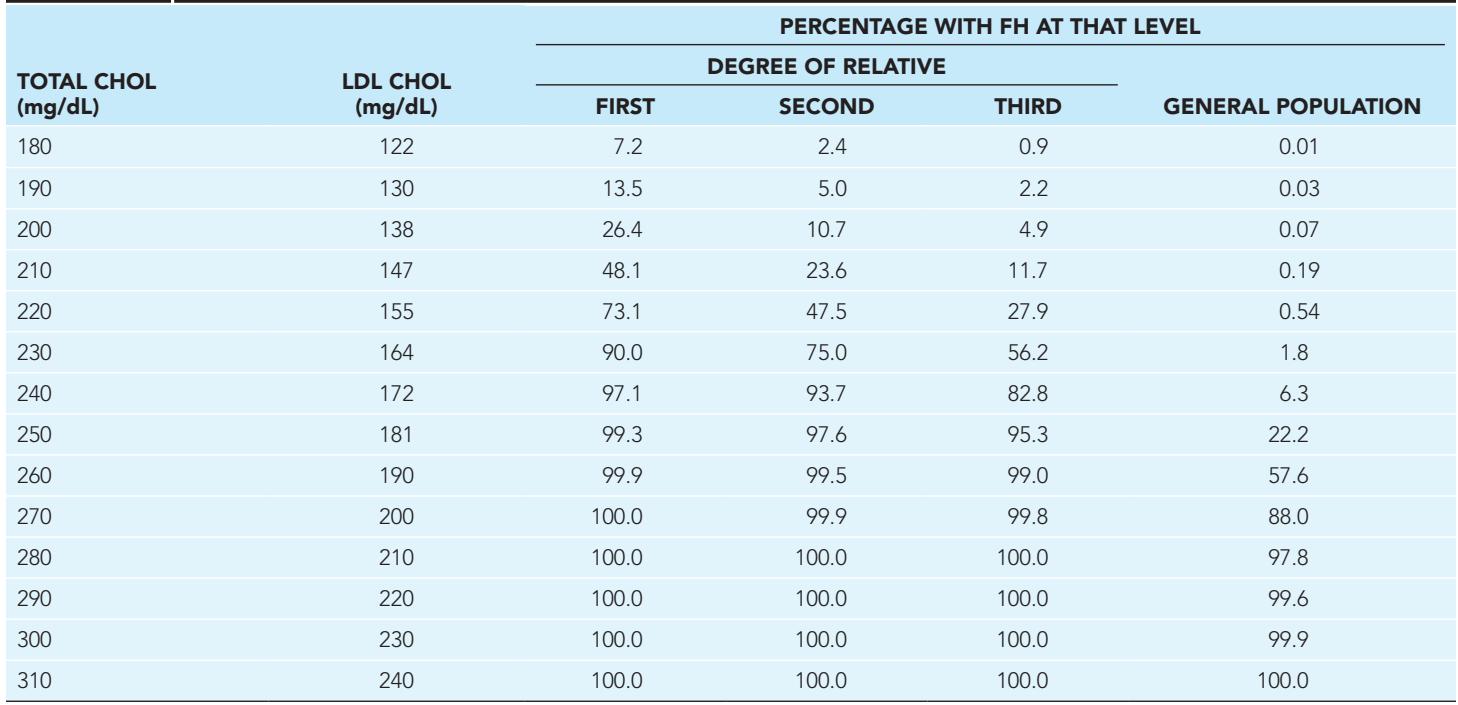 PERCENTAGE WITH FH AT THAT LEVEL
DEGREE OF RELATIVE
TOTAL CHOL (mg/dL) LDL CHOL (mg/dL) FIRST SECOND THIRD GENERAL POPULATION
180 122 7.2 2.4 0.9 0.01
190 130 13.5 5.0 2.2 0.03
200 138 26.4 10.7 4.9 0.07
210 147 48.1 23.6 11.7 0.19
220 155 73.1 47.5 27.9 0.54
230 164 90.0 75.0 56.2 1.8
240 172 97.1 93.7 82.8 6.3
250 181 99.3 97.6 95.3 22.2
260 190 99.9 99.5 99.0 57.6
270 200 100.0 99.9 99.8 88.0
280 210 100.0 100.0 100.0 97.8
290 220 100.0 100.0 100.0 99.6
300 230 100.0 100.0 100.0 99.9
310 240 100.0 100.0 100.0 100.0